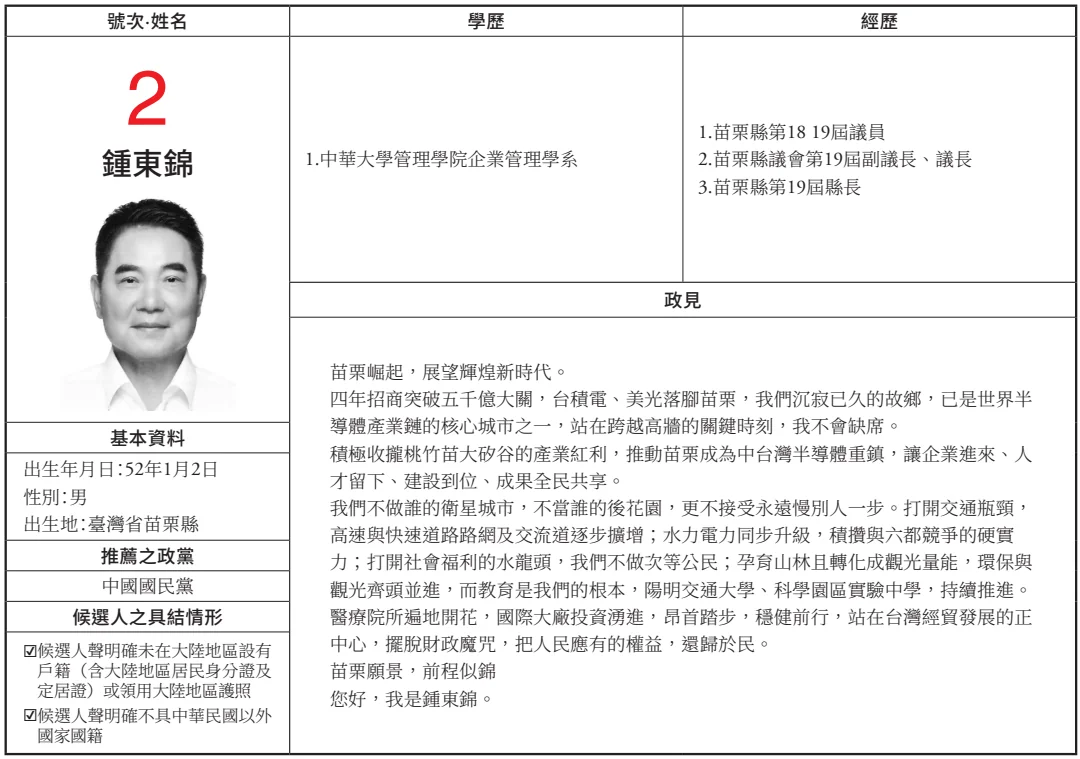 號次·姓名
2
鍾東錦
基本資料
出生年月日：52年1月2日
性別：男
出生地：臺灣省苗栗縣
推薦之政黨
中國國民黨
候選人之具結情形
☑候選人聲明確未在大陸地區設有
戶籍（含大陸地區居民身分證及
定居證）或領用大陸地區護照
☑候選人聲明確不具中華民國以外
國家國籍
學歷
1.中華大學管理學院企業管理學系
經歷
1.苗栗縣第18 19屆議員
2.苗栗縣議會第19屆副議長、議長
3.苗栗縣第19屆縣長
政見
苗栗崛起，展望輝煌新時代。
四年招商突破五千億大關，台積電、美光落腳苗栗，我們沉寂已久的故鄉，已是世界半
導體產業鏈的核心城市之一，站在跨越高牆的關鍵時刻，我不會缺席。
積極收攏桃竹苗大矽谷的產業紅利，推動苗栗成為中台灣半導體重鎮，讓企業進來、人
才留下、建設到位、成果全民共享。
我們不做誰的衛星城市，不當誰的後花園，更不接受永遠慢別人一步。打開交通瓶頸，
高速與快速道路路網及交流道逐步擴增；水力電力同步升級，積攢與六都競爭的硬實
力；打開社會福利的水龍頭，我們不做次等公民；孕育山林且轉化成觀光量能，環保與
觀光齊頭並進，而教育是我們的根本，陽明交通大學、科學園區實驗中學，持續推進。
醫療院所遍地開花，國際大廠投資湧進，昂首踏步，穩健前行，站在台灣經貿發展的正
中心，擺脫財政魔咒，把人民應有的權益，還歸於民。
苗栗願景，前程似錦
您好，我是鍾東錦。